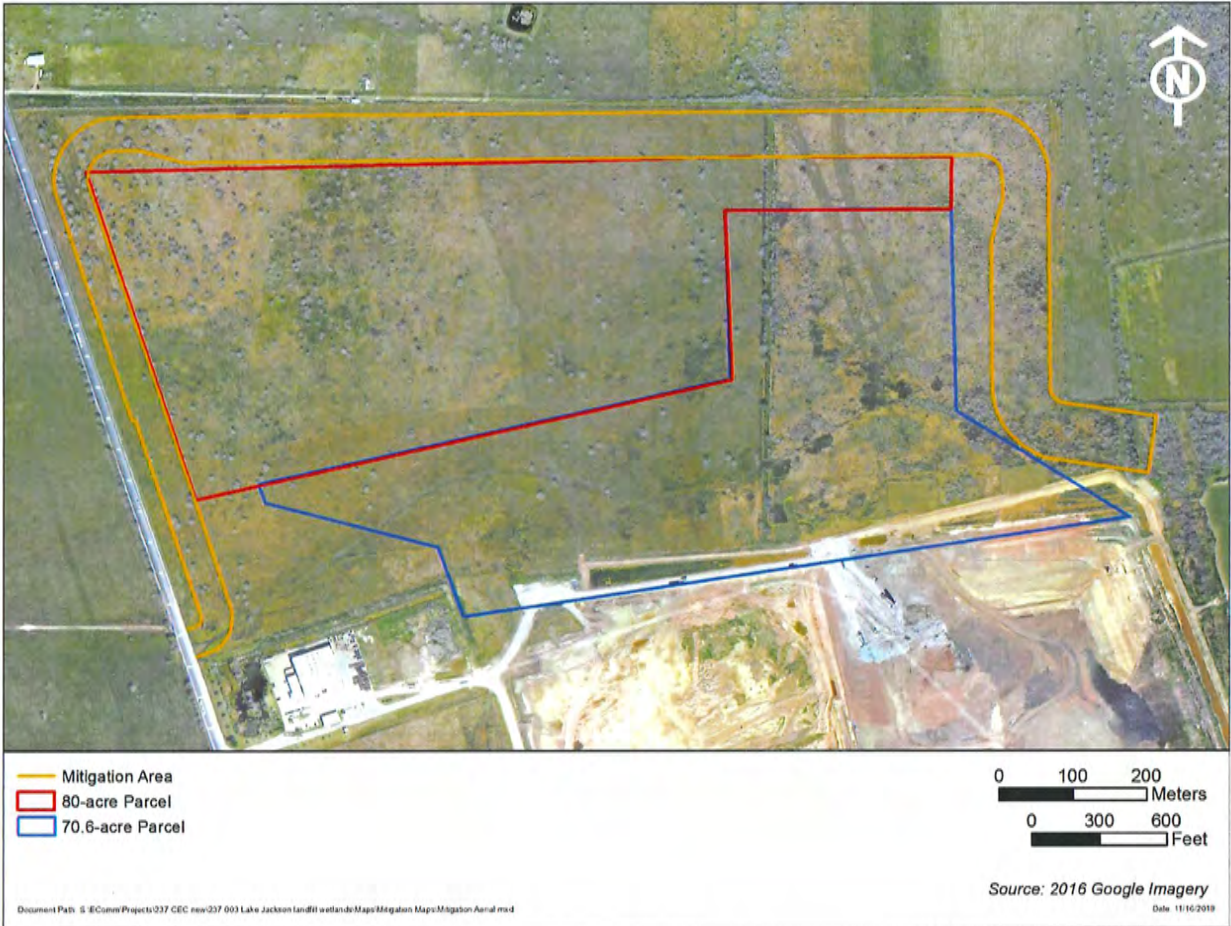 N
Mitigation Area
80-acre Parcel
70.6-acre Parcel
0 100 200
Meters
0 300 600
Feet
Source: 2016 Google Imagery
Document Path: S:\EComm\Projects\237 CEC new\237 003 Lake Jackson landfill wetlands\Maps\Mitigation Maps\Mitigation Aerial.mxd
Date: 11/16/2018